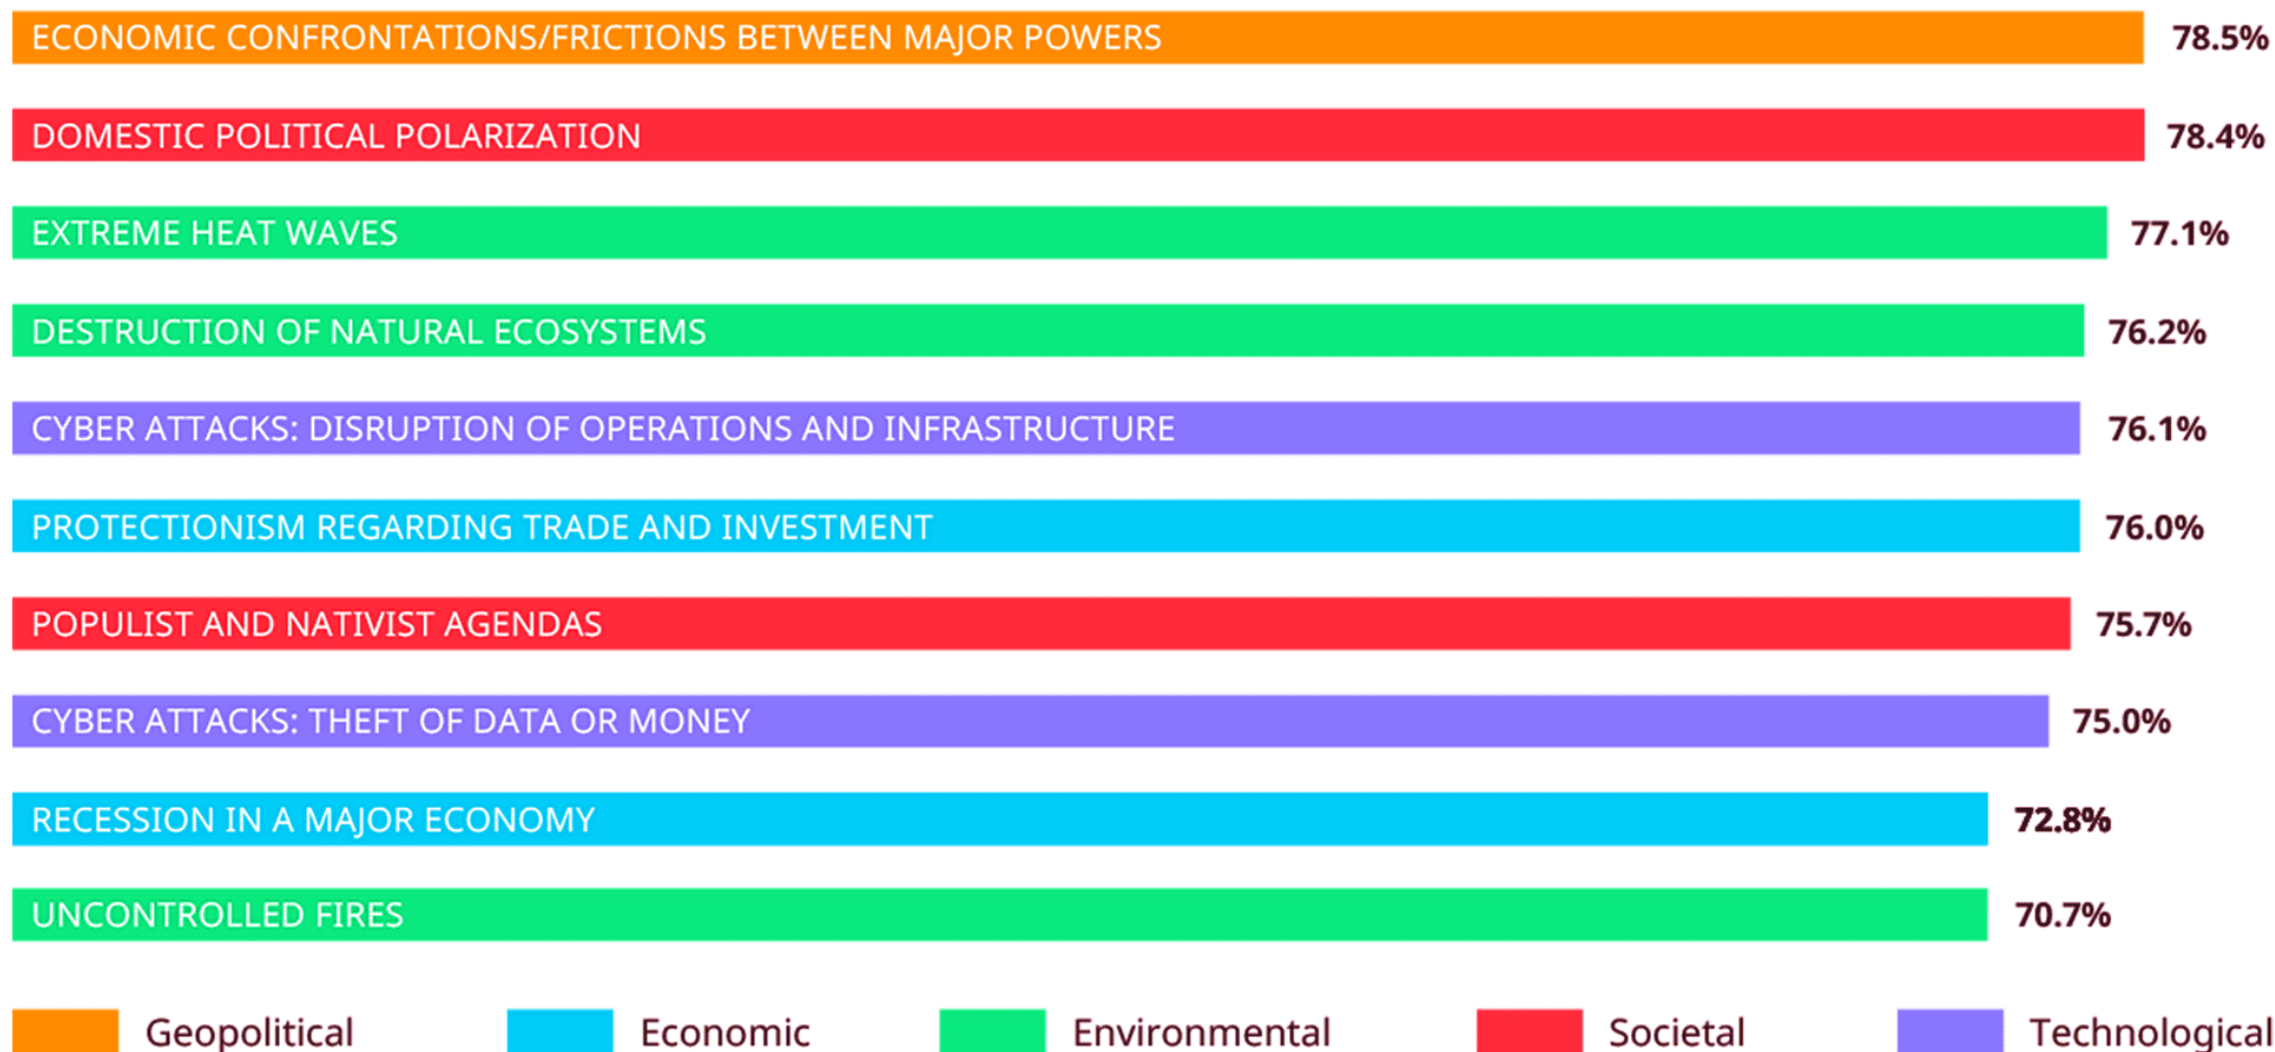 ECONOMIC CONFRONTATIONS/FRICTIONS BETWEEN MAJOR POWERS 78.5%
DOMESTIC POLITICAL POLARIZATION 78.4%
EXTREME HEAT WAVES 77.1%
DESTRUCTION OF NATURAL ECOSYSTEMS 76.2%
CYBER ATTACKS: DISRUPTION OF OPERATIONS AND INFRASTRUCTURE 76.1%
PROTECTIONISM REGARDING TRADE AND INVESTMENT 76.0%
POPULIST AND NATIVIST AGENDAS 75.7%
CYBER ATTACKS: THEFT OF DATA OR MONEY 75.0%
RECESSION IN A MAJOR ECONOMY 72.8%
UNCONTROLLED FIRES 70.7%
Geopolitical Economic Environmental Societal Technological